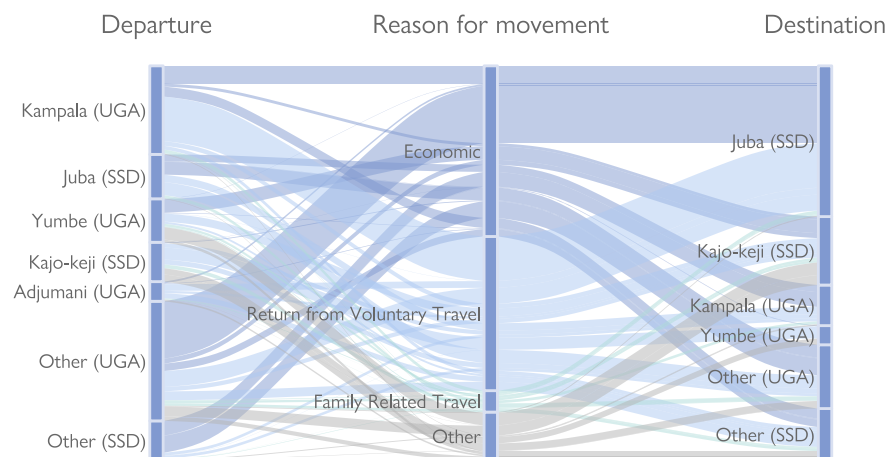 Departure
Reason for movement
Destination
Kampala (UGA)
Juba (SSD)
Yumbe (UGA)
Kajo-keji (SSD)
Adjumani (UGA)
Other (UGA)
Other (SSD)
Economic
Return from Voluntary Travel
Family Related Travel
Other
Juba (SSD)
Kajo-keji (SSD)
Kampala (UGA)
Yumbe (UGA)
Other (UGA)
Other (SSD)